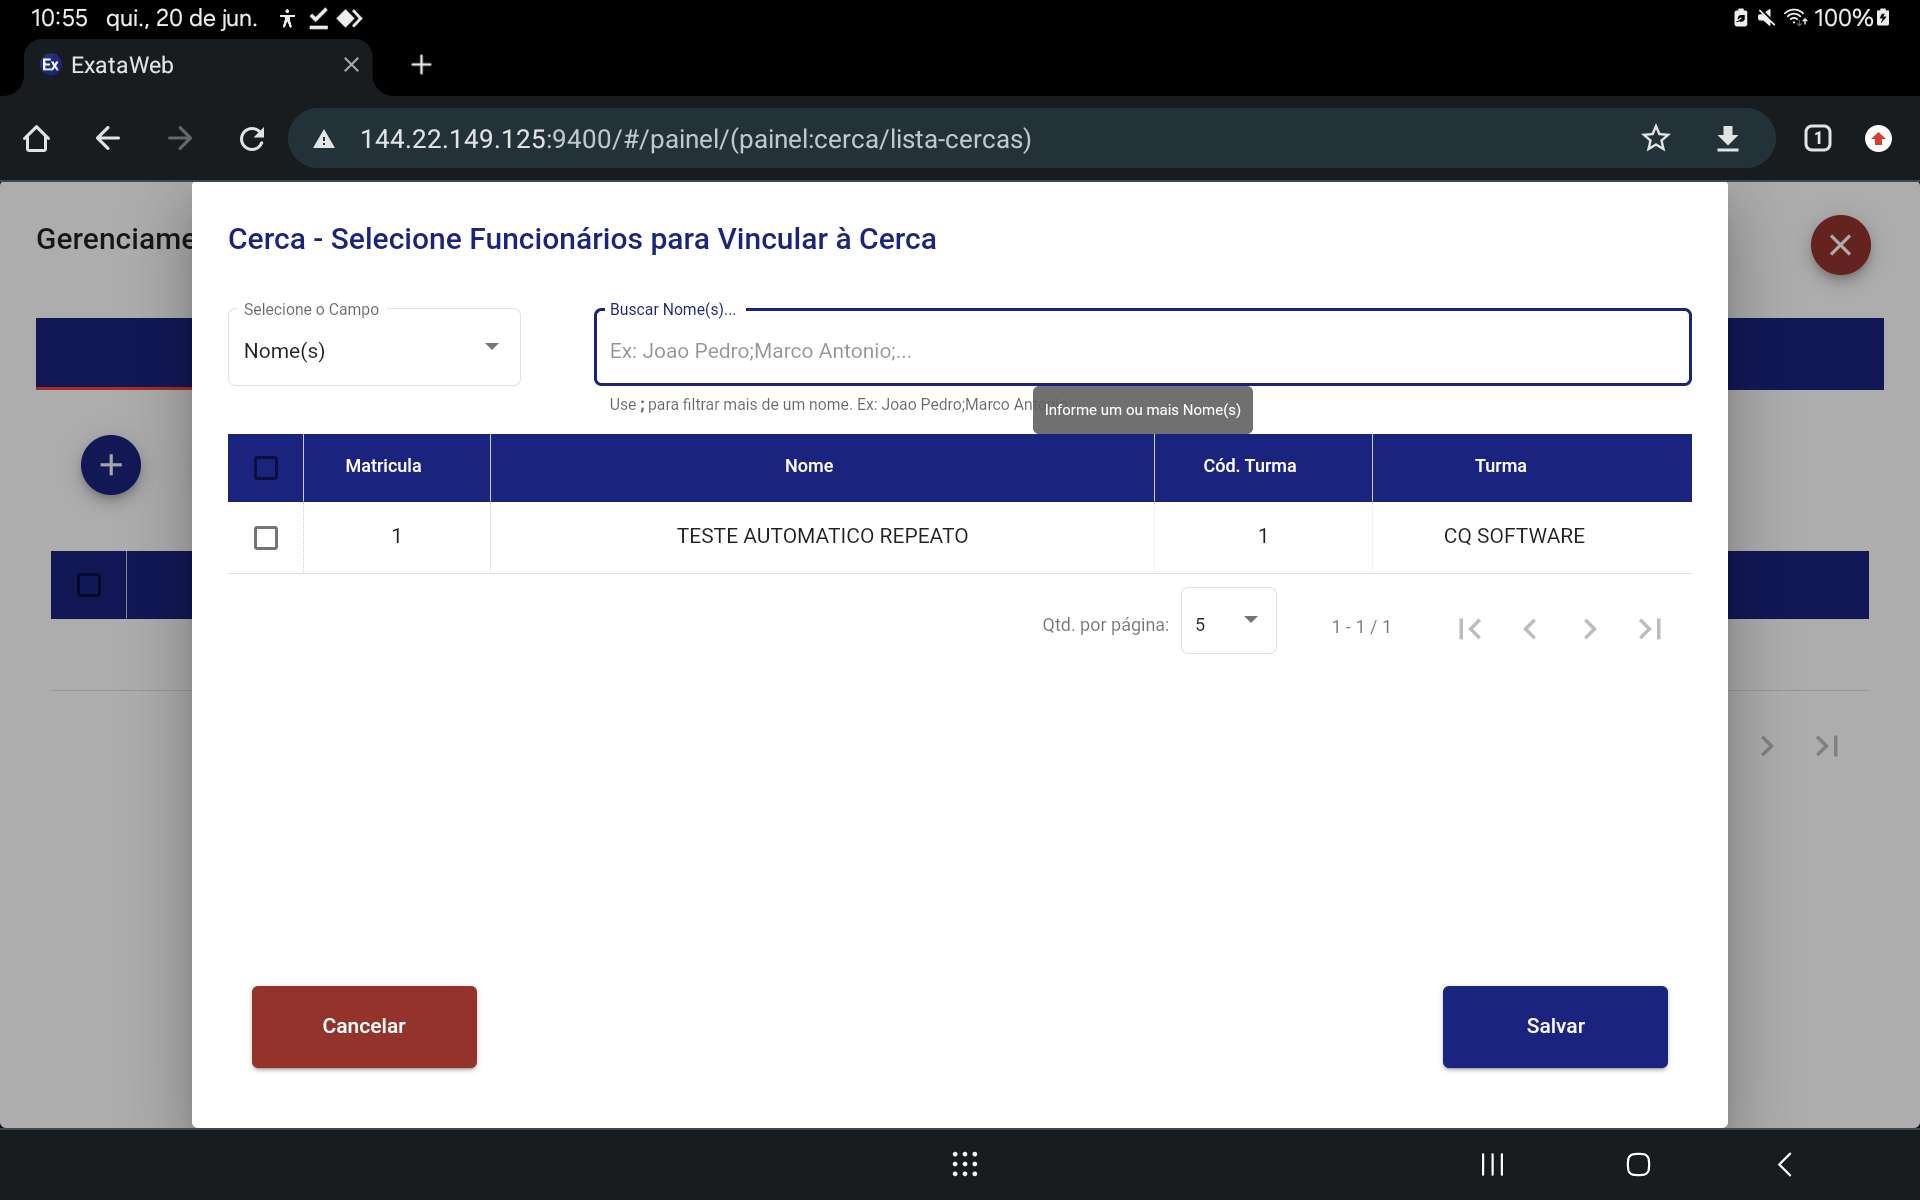 10:55 qui., 20 de jun. 100%
Ex ExataWeb
144.22.149.125:9400/#/painel/(painel:cerca/lista-cercas) 1
Gerenciame
Cerca - Selecione Funcionários para Vincular à Cerca
Selecione o Campo
Nome(s)
Buscar Nome(s)...
Ex: Joao Pedro;Marco Antonio;...
Use ; para filtrar mais de um nome. Ex: Joao Pedro;Marco An
Informe um ou mais Nome(s)
Matricula Nome Cód. Turma Turma
1 TESTE AUTOMATICO REPEATO 1 CQ SOFTWARE
Qtd. por página: 5 1 - 1 / 1
Cancelar Salvar